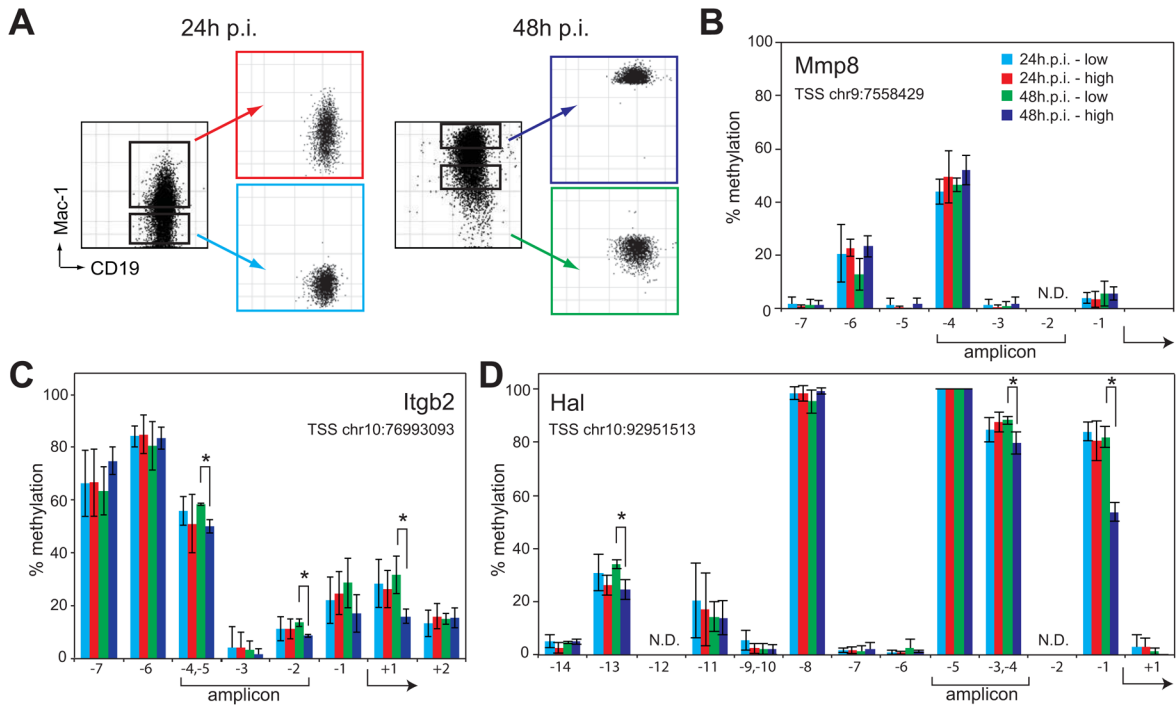 A
24h p.i.
48h p.i.
Mac-1
CD19
B
% methylation
100
80
60
40
20
0
Mmp8
TSS chr9:7558429
24h.p.i. - low
24h.p.i. - high
48h.p.i. - low
48h.p.i. - high
N.D.
-7 -6 -5 -4 -3 -2 -1
amplicon
C
% methylation
100
80
60
40
20
0
Itgb2
TSS chr10:76993093
* * *
-7 -6 -4,-5 -3 -2 -1 +1 +2
amplicon
D
% methylation
100
80
60
40
20
0
Hal
TSS chr10:92951513
* * *
N.D. N.D.
-14 -13 -12 -11 -9,-10 -8 -7 -6 -5 -3,-4 -2 -1 +1
amplicon